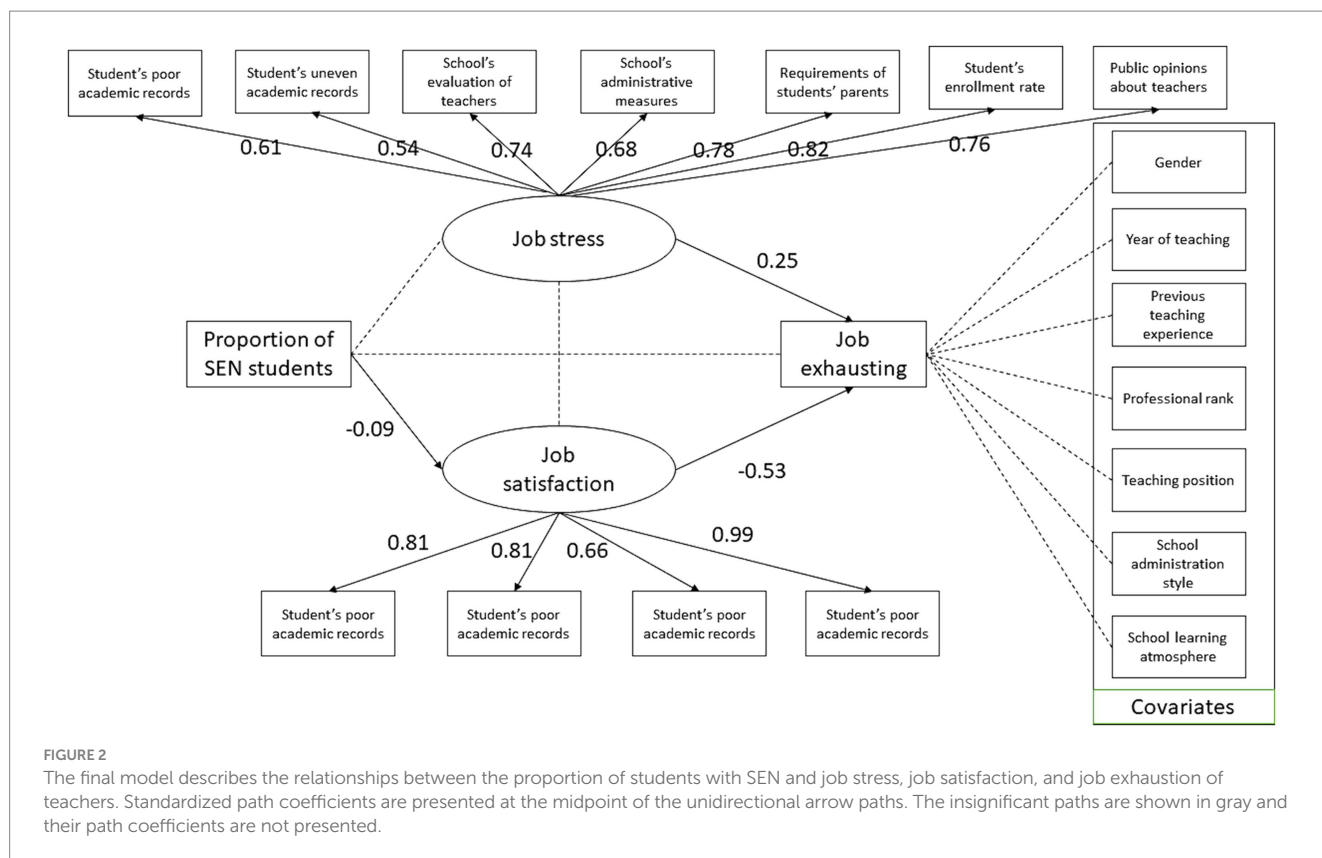 Student's poor
academic records
Student's uneven
academic records
School's
evaluation of
teachers
School's
administrative
measures
Requirements of
students' parents
Student's
enrollment rate
Public opinions
about teachers
0.61
0.54
0.74
0.68
0.78
0.82
0.76
Gender
Job stress
Year of teaching
0.25
Previous
teaching
experience
Proportion of
SEN students
Job
exhausting
Professional rank
-0.09
Job
satisfaction
-0.53
Teaching position
0.81
0.81
0.66
0.99
School
administration
style
Student's poor
academic records
Student's poor
academic records
Student's poor
academic records
Student's poor
academic records
School learning
atmosphere
Covariates
FIGURE 2
The final model describes the relationships between the proportion of students with SEN and job stress, job satisfaction, and job exhaustion of
teachers. Standardized path coefficients are presented at the midpoint of the unidirectional arrow paths. The insignificant paths are shown in gray and
their path coefficients are not presented.